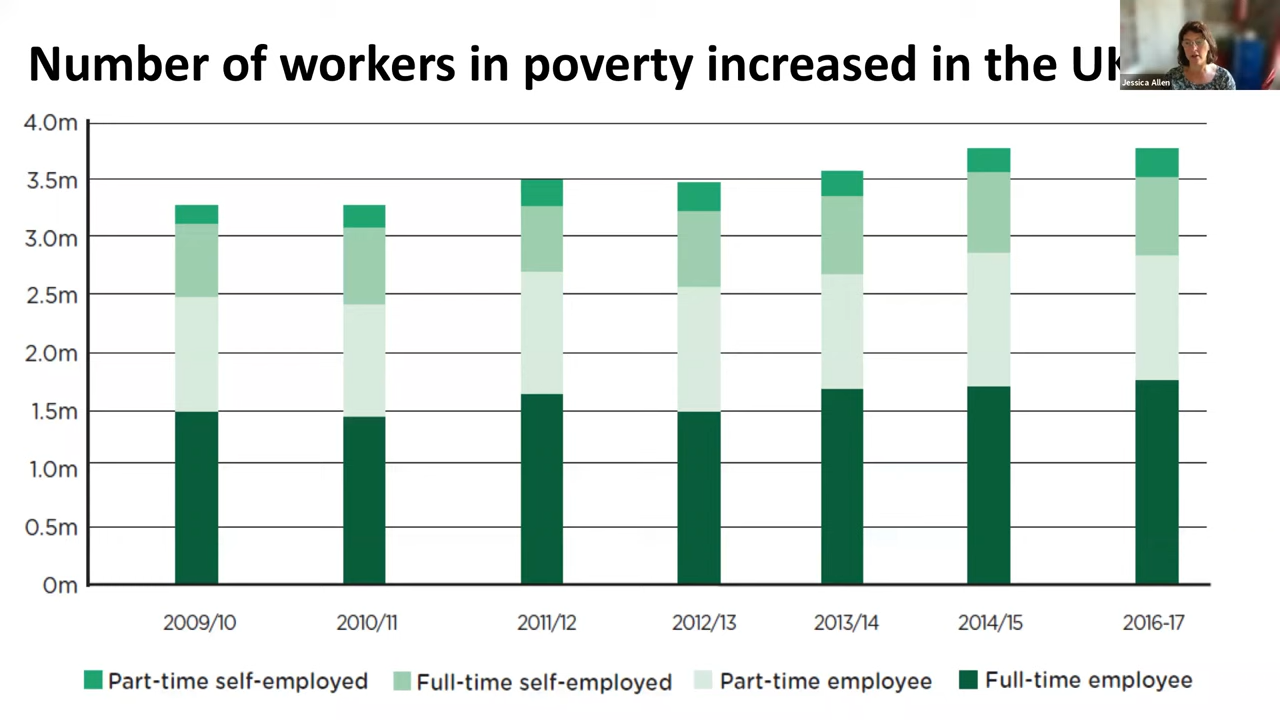 Number of workers in poverty increased in the UK
Jessica Allen
4.0m
3.5m
3.0m
2.5m
2.0m
1.5m
1.0m
0.5m
0m
2009/10 2010/11 2011/12 2012/13 2013/14 2014/15 2016-17
Part-time self-employed Full-time self-employed Part-time employee Full-time employee